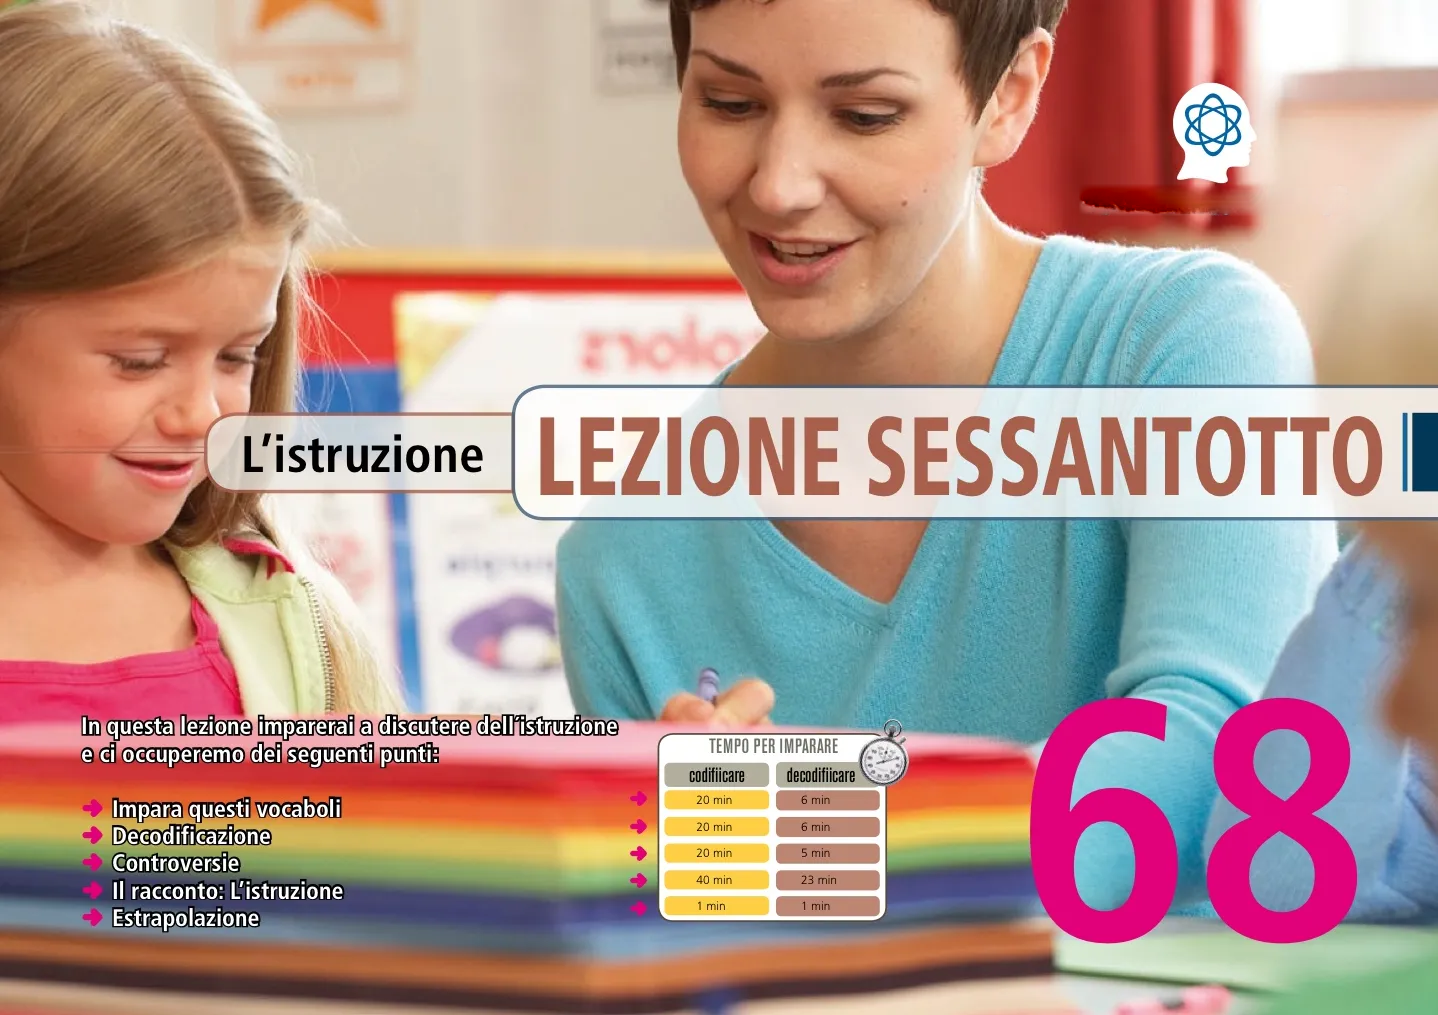 L'istruzione
LEZIONE SESSANTOTTO
In questa lezione imparerai a discutere dell'istruzione
e ci occuperemo dei seguenti punti:
Impara questi vocaboli
Decodificazione
Controversie
Il racconto: L'istruzione
Estrapolazione
TEMPO PER IMPARARE
codifiicare decodifiicare
20 min 6 min
20 min 6 min
20 min 5 min
40 min 23 min
1 min 1 min
68